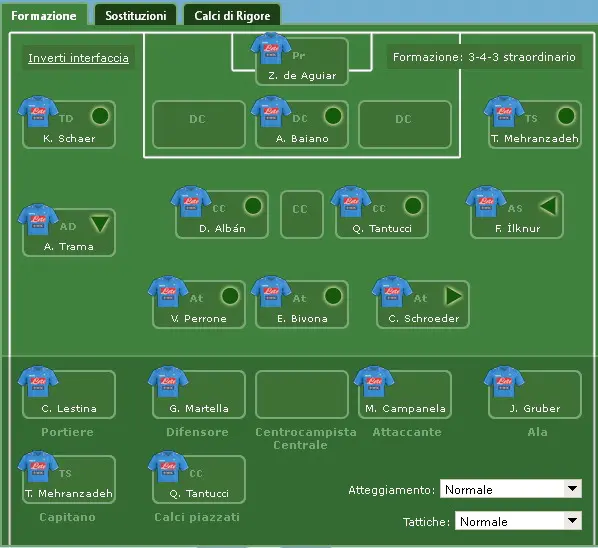 Formazione Sostituzioni Calci di Rigore
Inverti interfaccia
Pr
Formazione: 3-4-3 straordinario
Z. de Aguiar
TD DC DC DC TS
K. Schaer A. Baiano T. Mehranzadeh
CC CC CC AS
AD D. Albán Q. Tantucci F. İlknur
A. Trama
At At At
V. Perrone E. Bivona C. Schroeder
C. Lestina G. Martella M. Campanela J. Gruber
Portiere Difensore Centrocampista Attaccante Ala
Centrale
TS CC
T. Mehranzadeh Q. Tantucci
Atteggiamento: Normale
Capitano Calci piazzati
Tattiche: Normale